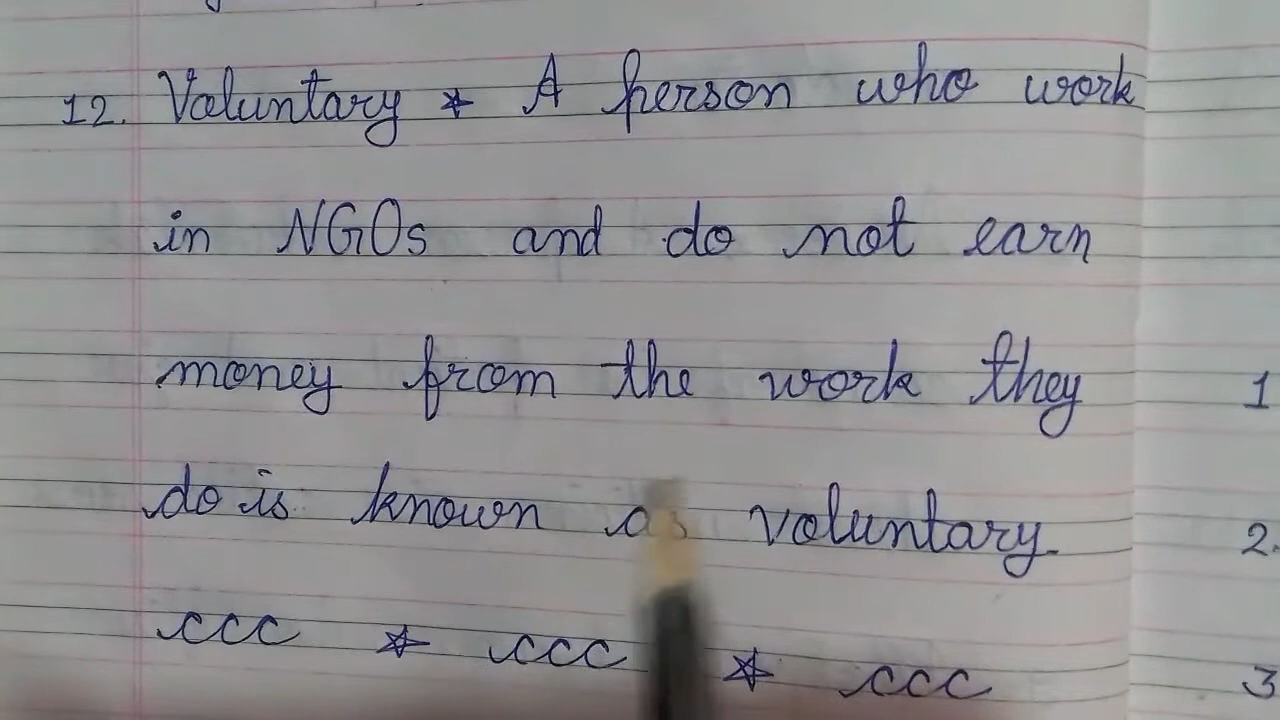 12. Voluntary * A person who work
in NGOs and do not earn
money from the work they
do is known as voluntary.
ccc * ccc * ccc
1
2.
3